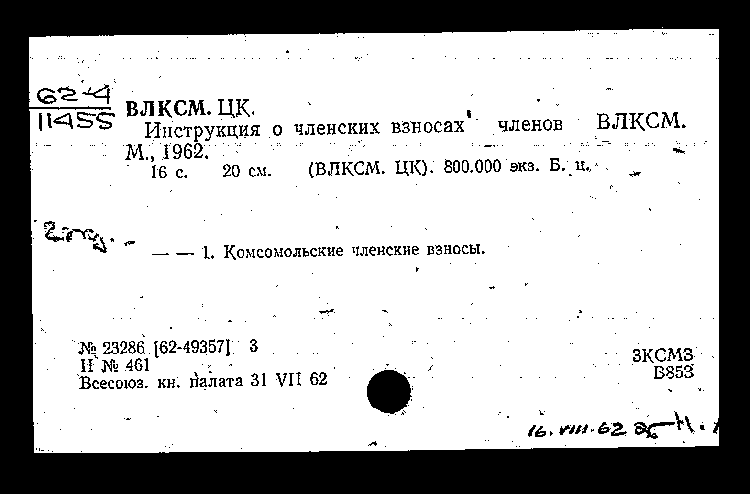 62-4
11455
ВЛКСМ. ЦК.
Инструкция о членских взносах членов ВЛКСМ.
М., 1962.
16 с. 20 см. (ВЛКСМ. ЦК). 800.000 экз. Б. ц.
— — 1. Комсомольские членские взносы.
№ 23286 [62-49357] 3
П № 461
Всесоюз. кн. палата 31 VII 62
3КСМ3
В853
16.VIII.62